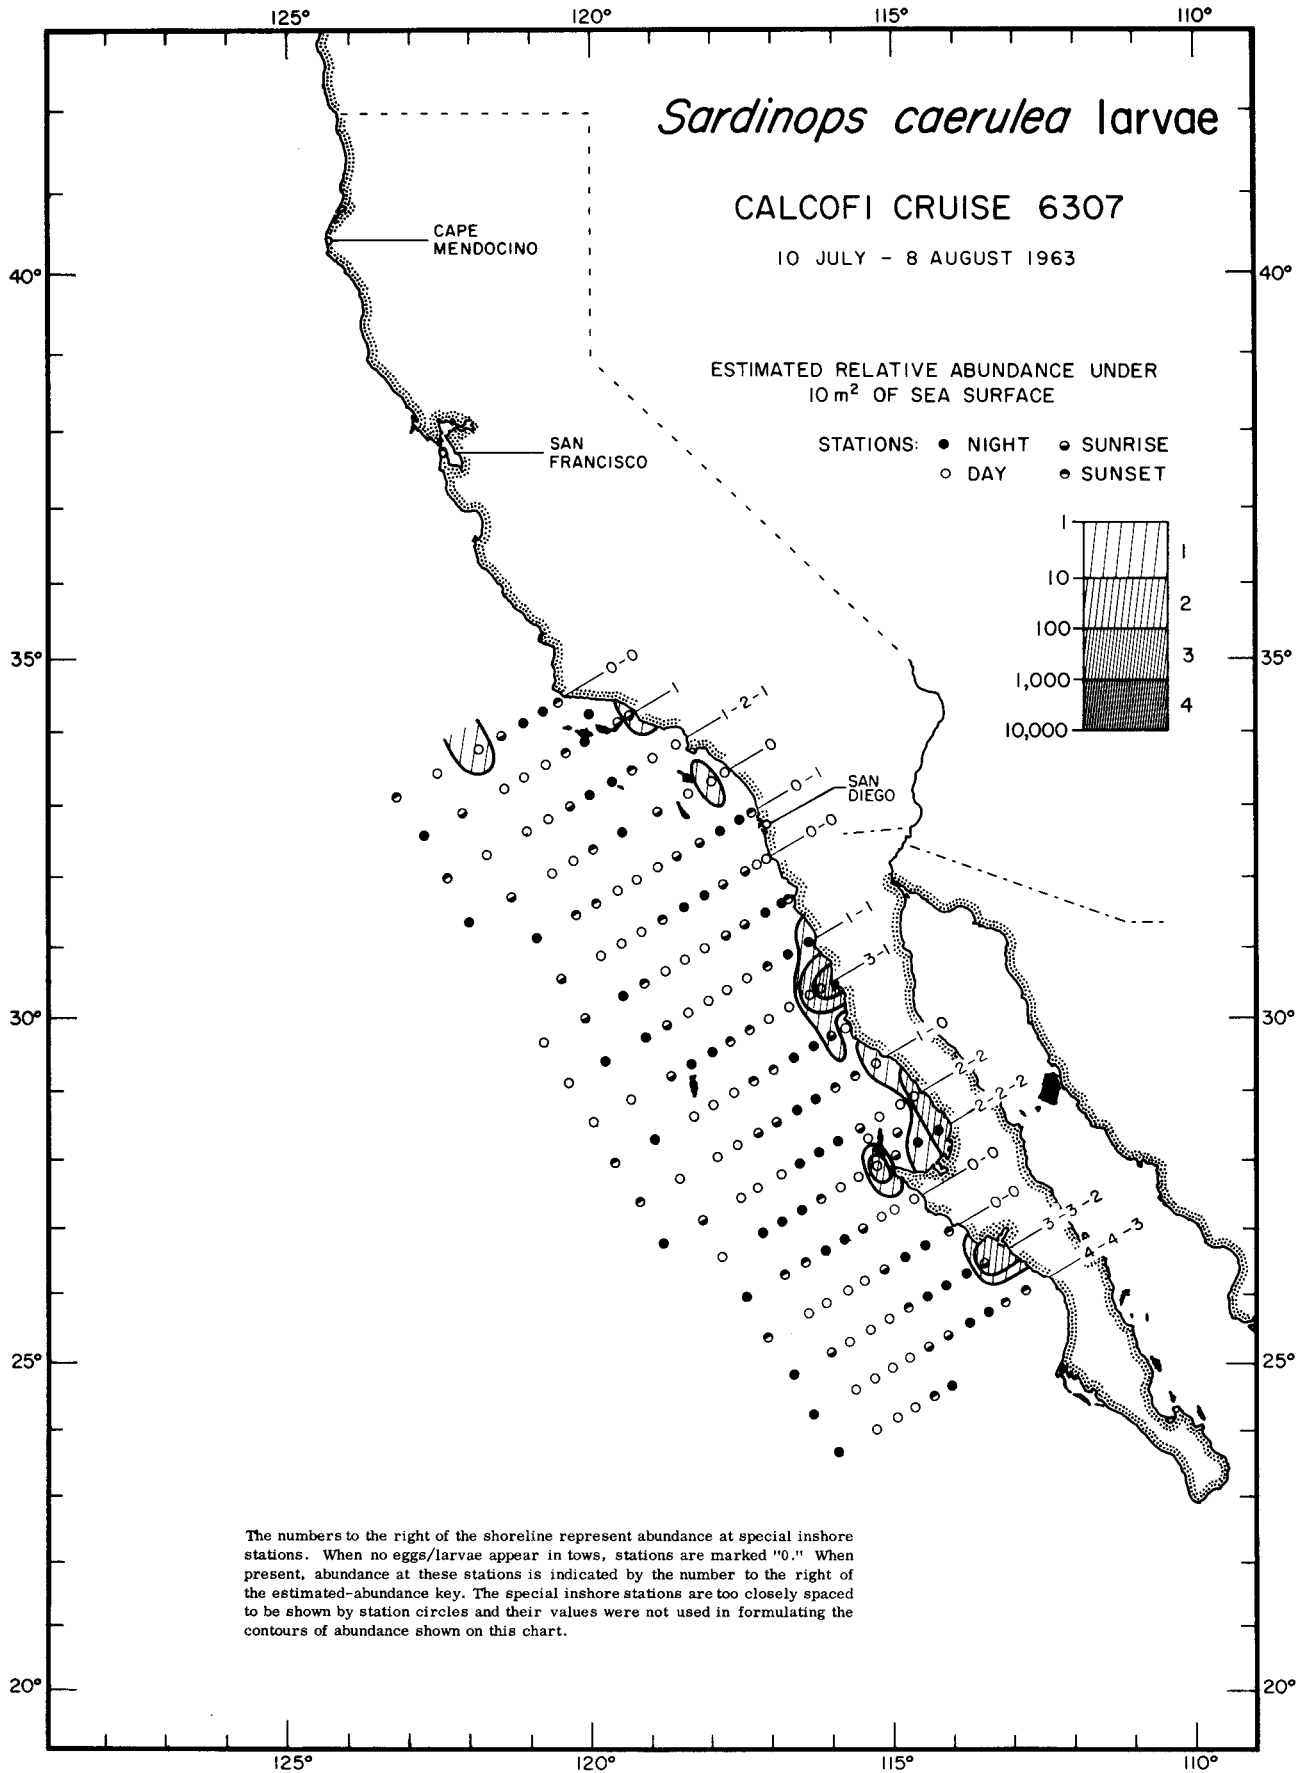 125° 120° 115° 110°
Sardinops caerulea larvae
CALCOFI CRUISE 6307
10 JULY – 8 AUGUST 1963
CAPE
MENDOCINO
40° 40°
ESTIMATED RELATIVE ABUNDANCE UNDER
10 m² OF SEA SURFACE
STATIONS: ● NIGHT ◒ SUNRISE
○ DAY ◓ SUNSET
SAN
FRANCISCO
1
1
10
2
100
3
1,000
4
10,000
35° 35°
0-0
1
1-2-1
0
0-1
SAN
DIEGO
0-0
1-1
3-1
30° 30°
1-0
2-2
2-2-2
0-0
0-0
3-3-2
4-4-3
25° 25°
The numbers to the right of the shoreline represent abundance at special inshore
stations. When no eggs/larvae appear in tows, stations are marked "0." When
present, abundance at these stations is indicated by the number to the right of
the estimated-abundance key. The special inshore stations are too closely spaced
to be shown by station circles and their values were not used in formulating the
contours of abundance shown on this chart.
20° 20°
125° 120° 115° 110°